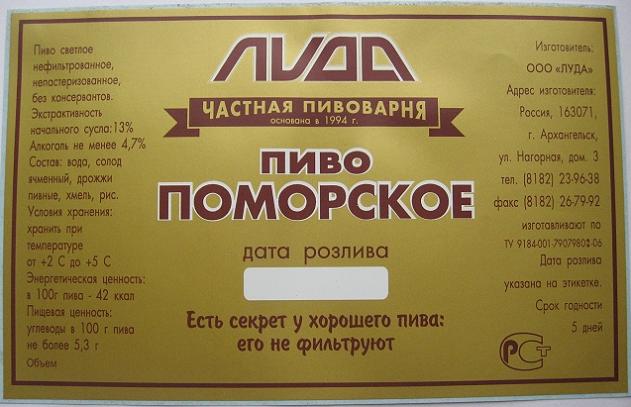 Пиво светлое
нефильтрованное,
непастеризованное,
без консервантов.
Экстрактивность
начального сусла:13%
Алкоголь не менее 4,7%
Состав: вода, солод
ячменный, дрожжи
пивные, хмель, рис.
Условия хранения:
хранить при
температуре
от +2 С до +5 С
Энергетическая ценность:
в 100г пива - 42 ккал
Пищевая ценность:
углеводы в 100 г пива
не более 5,3 г
Объем
ЛУДА
ЧАСТНАЯ ПИВОВАРНЯ
основана в 1994 г.
ПИВО
ПОМОРСКОЕ
дата розлива
Есть секрет у хорошего пива:
его не фильтруют
Изготовитель:
ООО «ЛУДА»
Адрес изготовителя:
Россия, 163071,
г. Архангельск,
ул. Нагорная, дом. 3
тел. (8182) 23-96-38
факс (8182) 26-79-92
изготавливают по
ТУ 9184-001-79079808-06
Дата розлива
указана на этикетке.
Срок годности
5 дней
РСТ